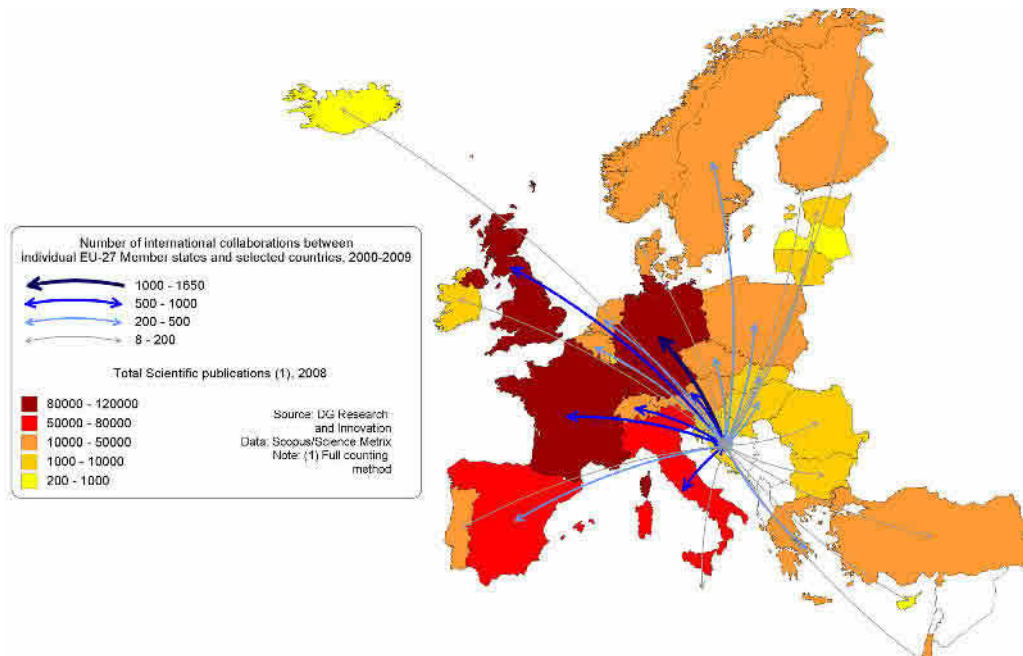 Number of international collaborations between
individual EU-27 Member states and selected countries, 2000-2009
1000 - 1650
500 - 1000
200 - 500
8 - 200
Total Scientific publications (1), 2008
80000 - 120000
50000 - 80000
10000 - 50000
1000 - 10000
200 - 1000
Source: DG Research
and Innovation
Data: Scopus/Science Metrix
Note: (1) Full counting
method